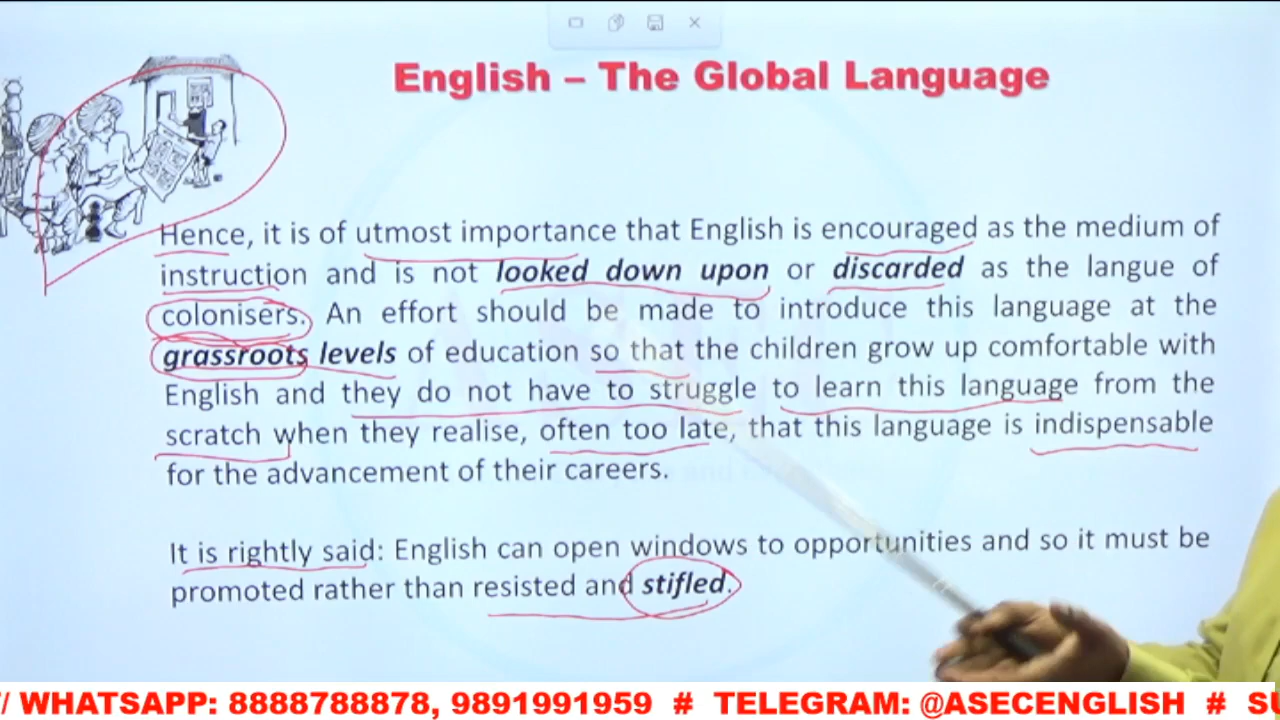 English – The Global Language
Hence, it is of utmost importance that English is encouraged as the medium of
instruction and is not looked down upon or discarded as the langue of
colonisers. An effort should be made to introduce this language at the
grassroots levels of education so that the children grow up comfortable with
English and they do not have to struggle to learn this language from the
scratch when they realise, often too late, that this language is indispensable
for the advancement of their careers.
It is rightly said: English can open windows to opportunities and so it must be
promoted rather than resisted and stifled.
/ WHATSAPP: 8888788878, 9891991959 # TELEGRAM: @ASECENGLISH # SU